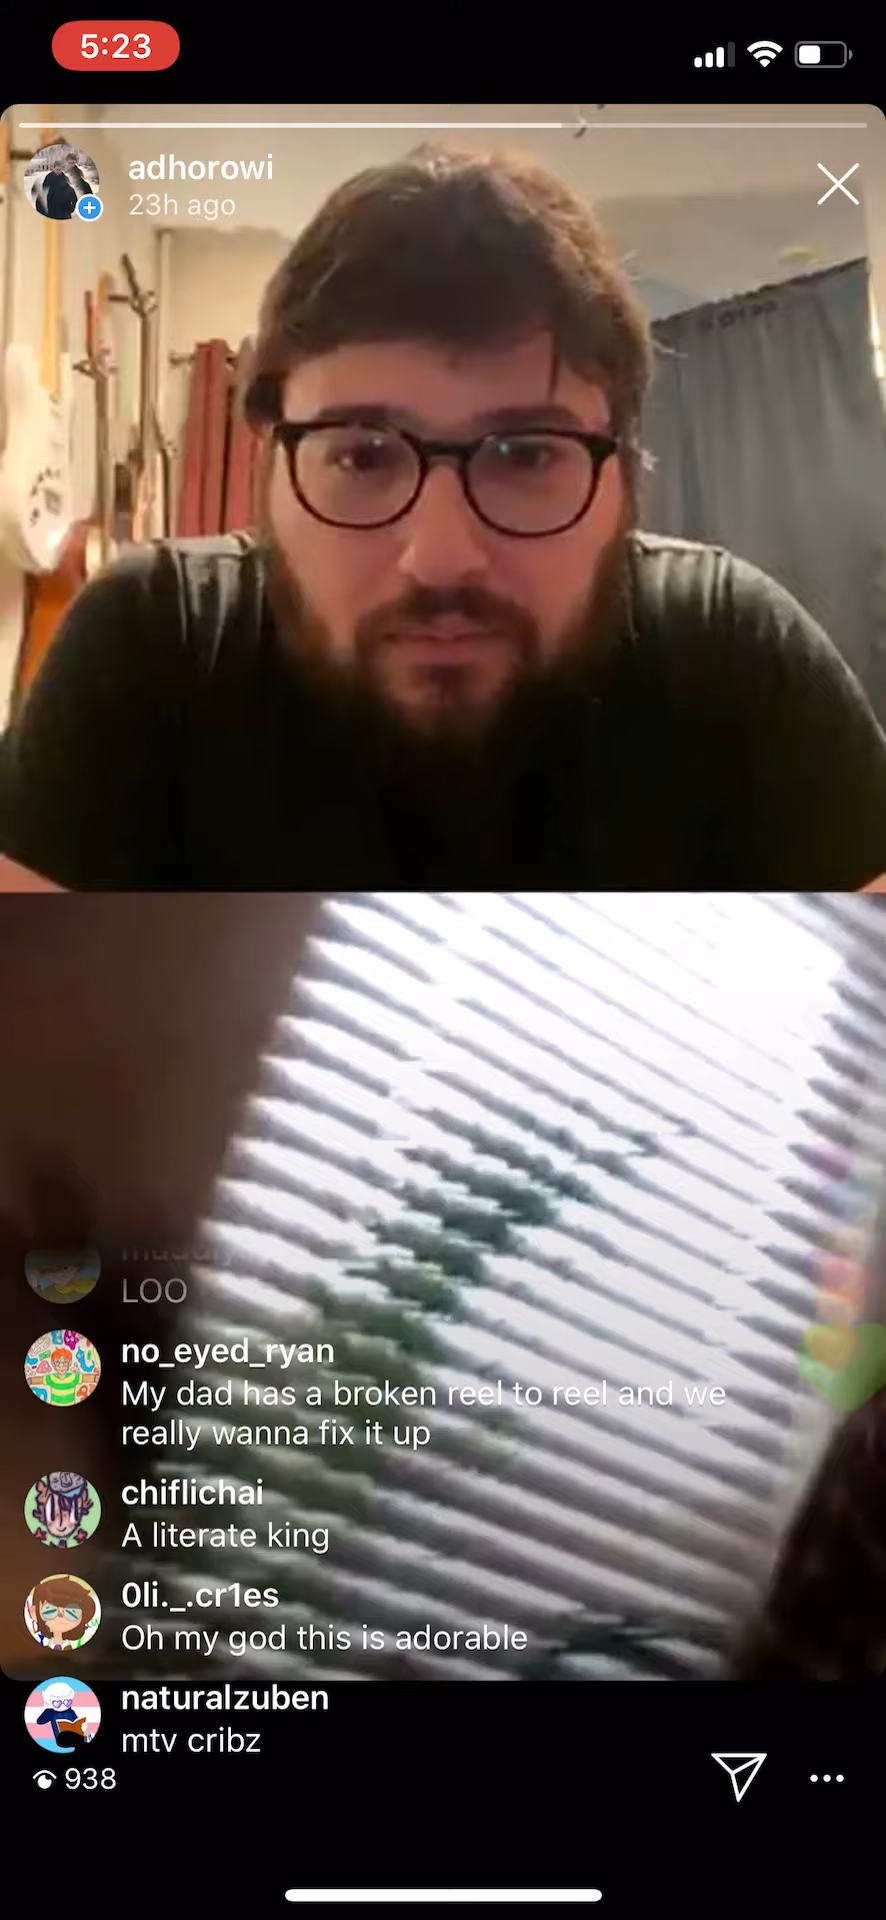 5:23
adhorowi
23h ago
LOO
no_eyed_ryan
My dad has a broken reel to reel and we
really wanna fix it up
chiflichai
A literate king
0li._.cr1es
Oh my god this is adorable
naturalzuben
mtv cribz
938